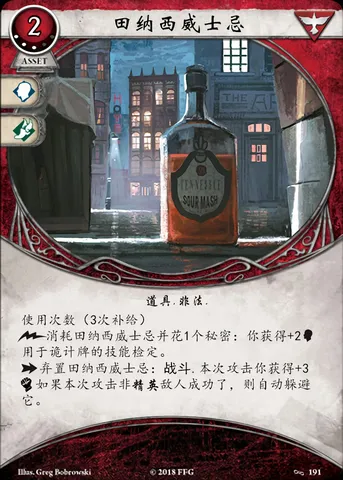 2
田纳西威士忌
ASSET
THE AR
TENNESSEE
SOUR MASH
道具.非法.
使用次数（3次补给）
消耗田纳西威士忌并花1个秘密：你获得+2
用于诡计牌的技能检定。
弃置田纳西威士忌：战斗.本次攻击你获得+3
如果本次攻击非精英敌人成功了，则自动躲避
它。
Illus. Greg Bobrowski
© 2018 FFG
191